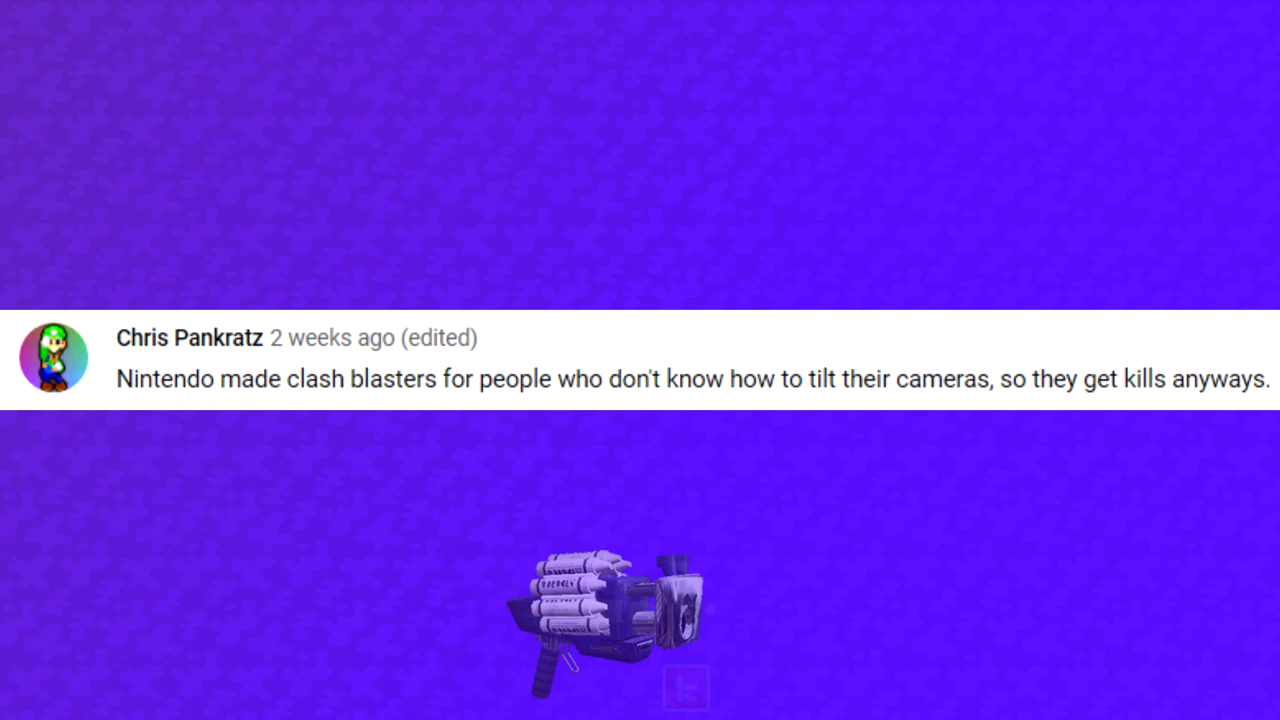 Chris Pankratz 2 weeks ago (edited)
Nintendo made clash blasters for people who don't know how to tilt their cameras, so they get kills anyways.